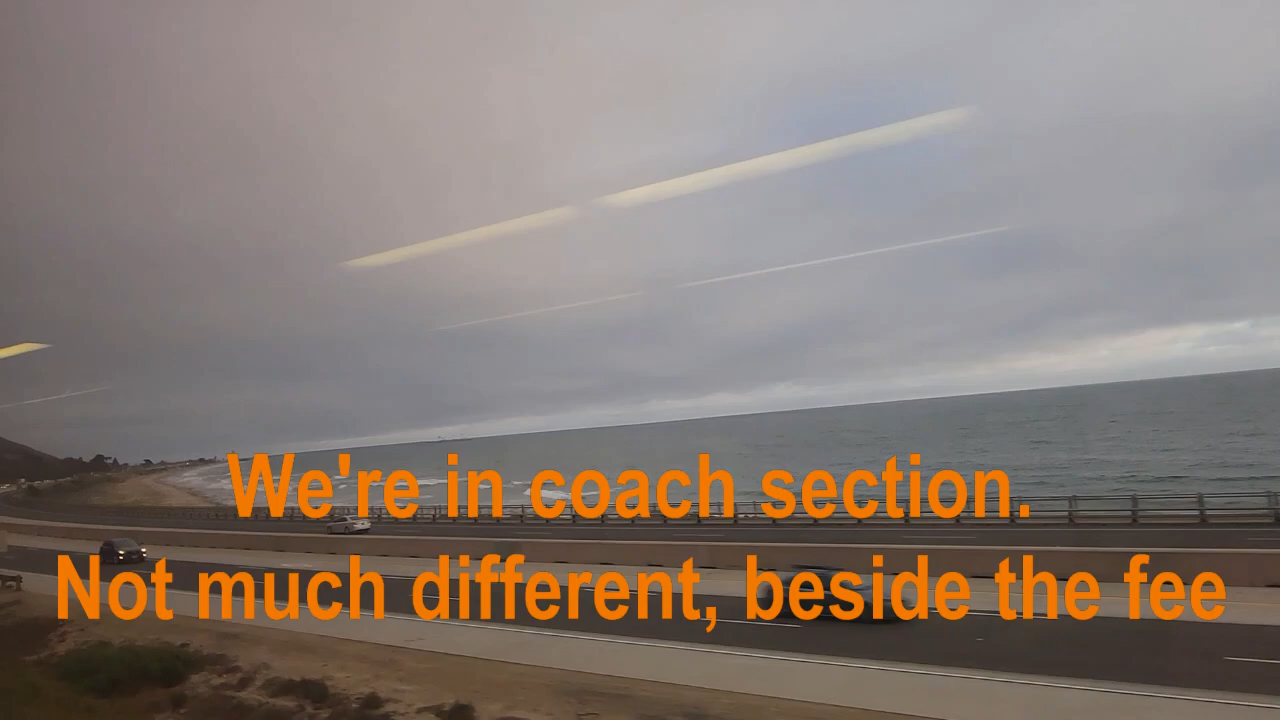 We're in coach section.
Not much different, beside the fee